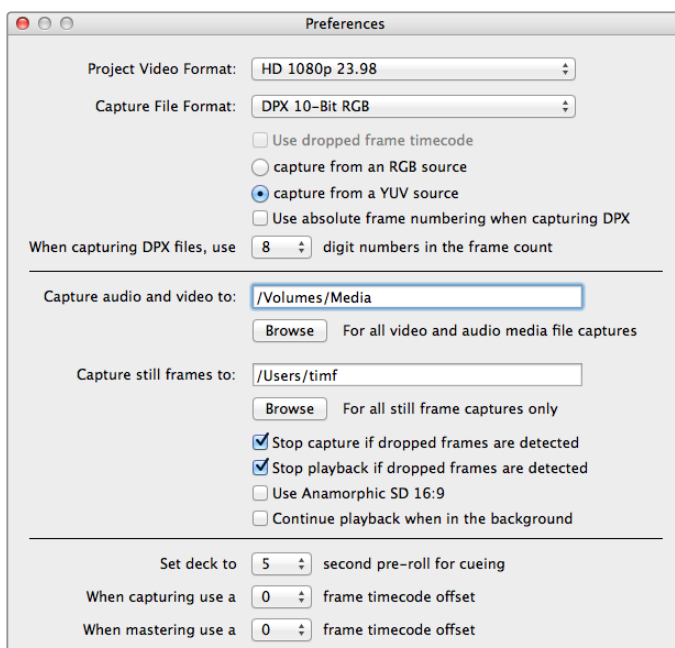 Preferences
Project Video Format: HD 1080p 23.98
Capture File Format: DPX 10-Bit RGB
Use dropped frame timecode
capture from an RGB source
capture from a YUV source
Use absolute frame numbering when capturing DPX
When capturing DPX files, use 8 digit numbers in the frame count
Capture audio and video to: /Volumes/Media
Browse For all video and audio media file captures
Capture still frames to: /Users/timf
Browse For all still frame captures only
Stop capture if dropped frames are detected
Stop playback if dropped frames are detected
Use Anamorphic SD 16:9
Continue playback when in the background
Set deck to 5 second pre-roll for cueing
When capturing use a 0 frame timecode offset
When mastering use a 0 frame timecode offset